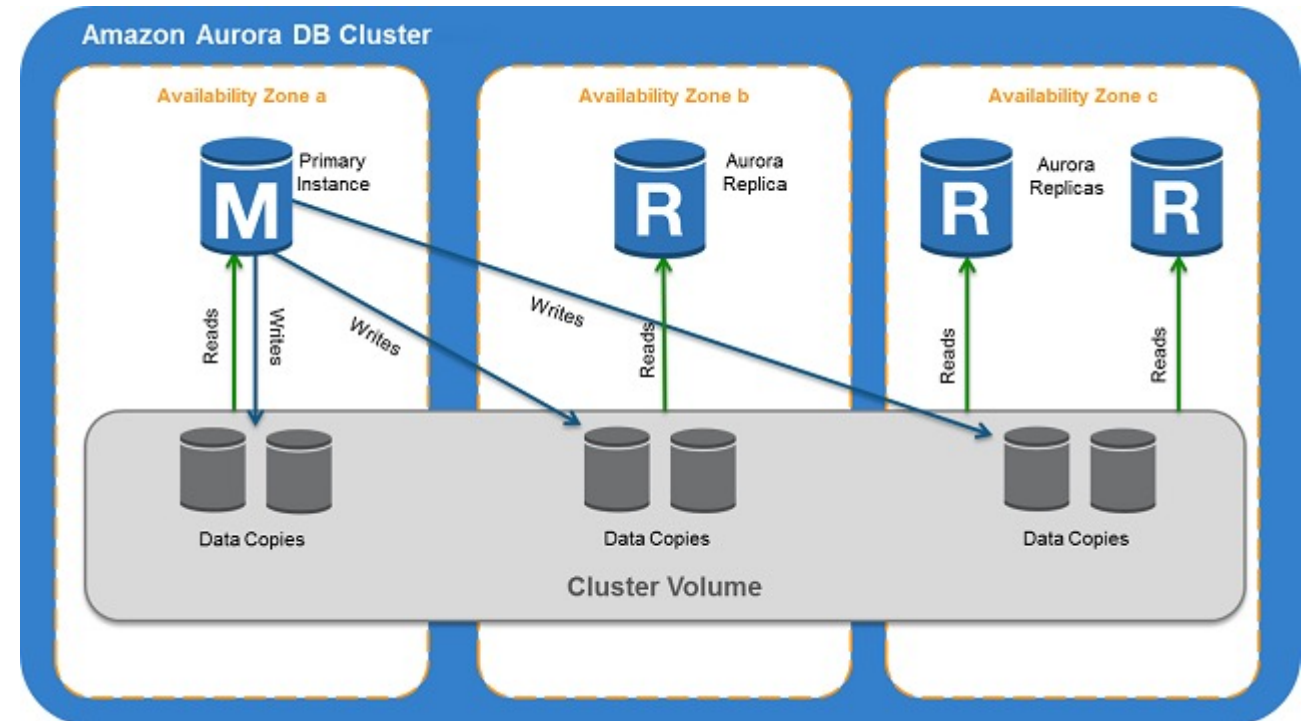 Amazon Aurora DB Cluster
Availability Zone a
Availability Zone b
Availability Zone c
M
Primary
Instance
R
Aurora
Replica
R
Aurora
Replicas
R
Reads
Writes
Writes
Writes
Reads
Reads
Reads
Data Copies
Data Copies
Data Copies
Cluster Volume